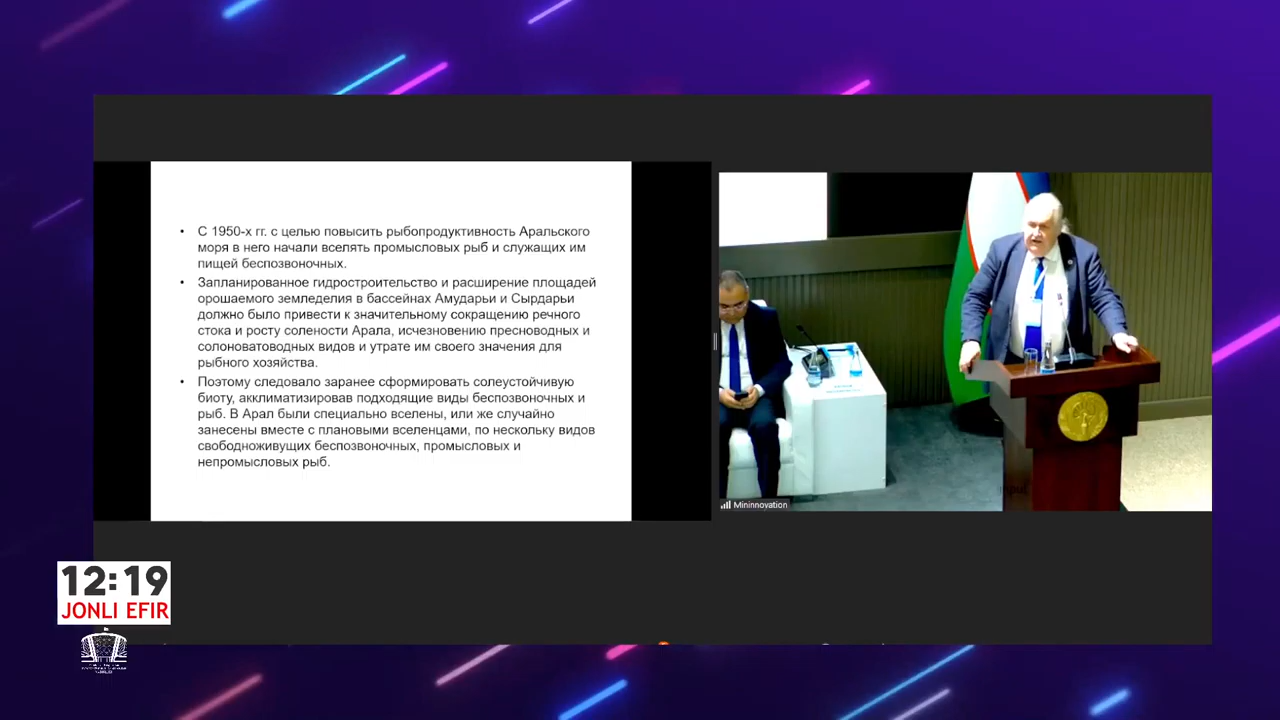 • С 1950-х гг. с целью повысить рыбопродуктивность Аральского
моря в него начали вселять промысловых рыб и служащих им
пищей беспозвоночных.
• Запланированное гидростроительство и расширение площадей
орошаемого земледелия в бассейнах Амударьи и Сырдарьи
должно было привести к значительному сокращению речного
стока и росту солености Арала, исчезновению пресноводных и
солоноватоводных видов и утрате им своего значения для
рыбного хозяйства.
• Поэтому следовало заранее сформировать солеустойчивую
биоту, акклиматизировав подходящие виды беспозвоночных и
рыб. В Арал были специально вселены, или же случайно
занесены вместе с плановыми вселенцами, по нескольку видов
свободноживущих беспозвоночных, промысловых и
непромысловых рыб.
Mininnovation
12:19
JONLI EFIR